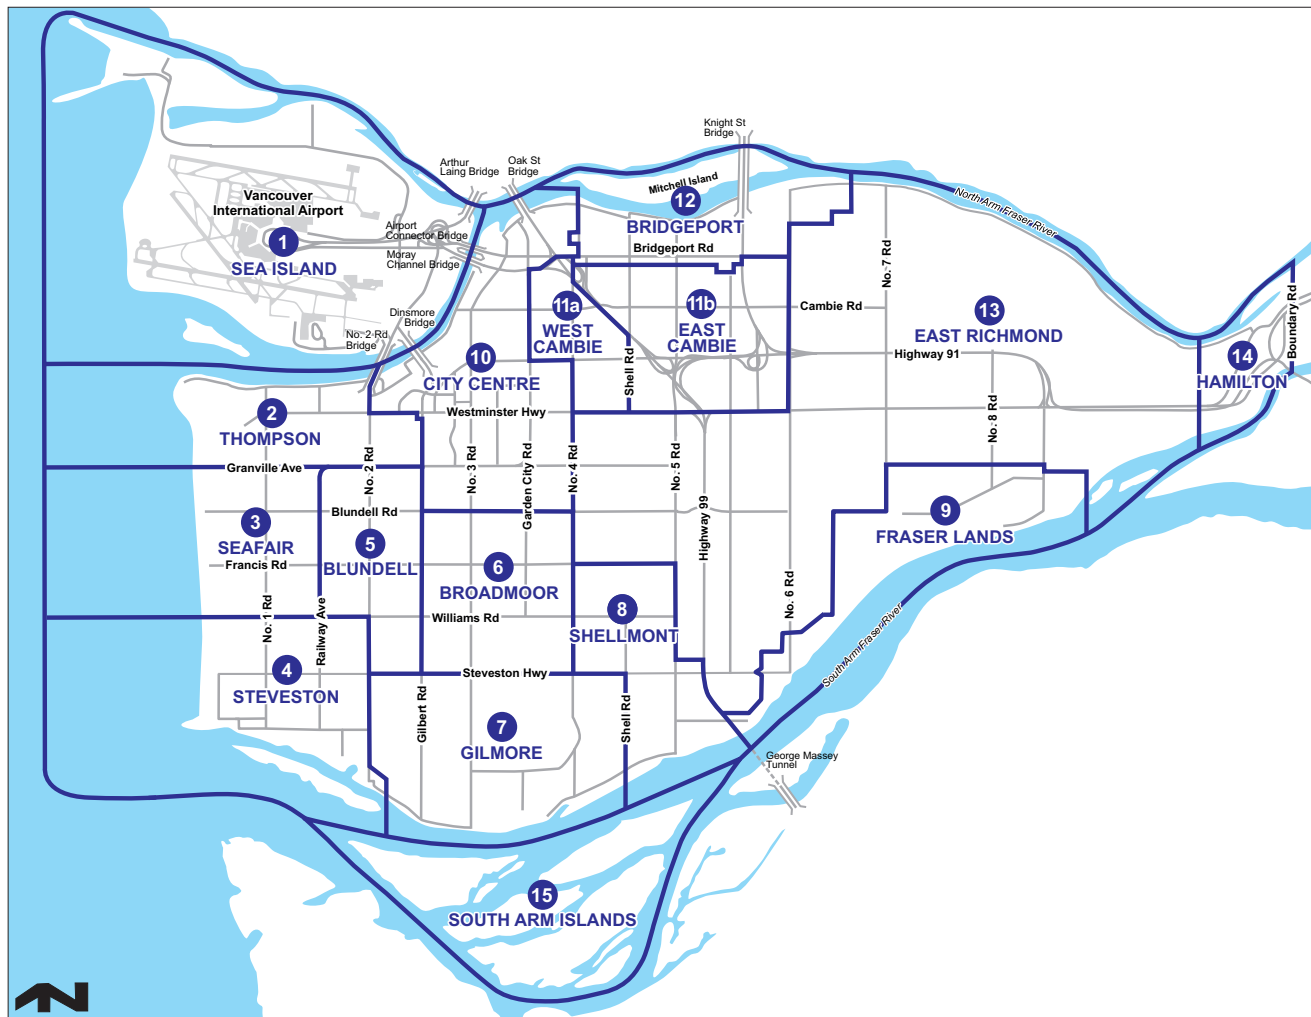 Knight St
Bridge
Arthur
Laing Bridge
Oak St
Bridge
Mitchell Island
12
BRIDGEPORT
Bridgeport Rd
North Arm Fraser River
Vancouver
International Airport
1
SEA ISLAND
Airport
Connector Bridge
Moray
Channel Bridge
Dinsmore
Bridge
No. 2 Rd
Bridge
11a
WEST
CAMBIE
11b
EAST
CAMBIE
Shell Rd
Cambie Rd
No. 7 Rd
13
EAST RICHMOND
Highway 91
Boundary Rd
14
HAMILTON
10
CITY CENTRE
Westminster Hwy
2
THOMPSON
Granville Ave
No. 2 Rd
No. 3 Rd
Garden City Rd
No. 4 Rd
No. 5 Rd
Highway 99
No. 8 Rd
Blundell Rd
3
SEAFAIR
Francis Rd
5
BLUNDELL
6
BROADMOOR
9
FRASER LANDS
No. 1 Rd
Railway Ave
Williams Rd
8
SHELLMONT
No. 6 Rd
4
STEVESTON
Steveston Hwy
Gilbert Rd
7
GILMORE
Shell Rd
South Arm Fraser River
George Massey
Tunnel
15
SOUTH ARM ISLANDS
N